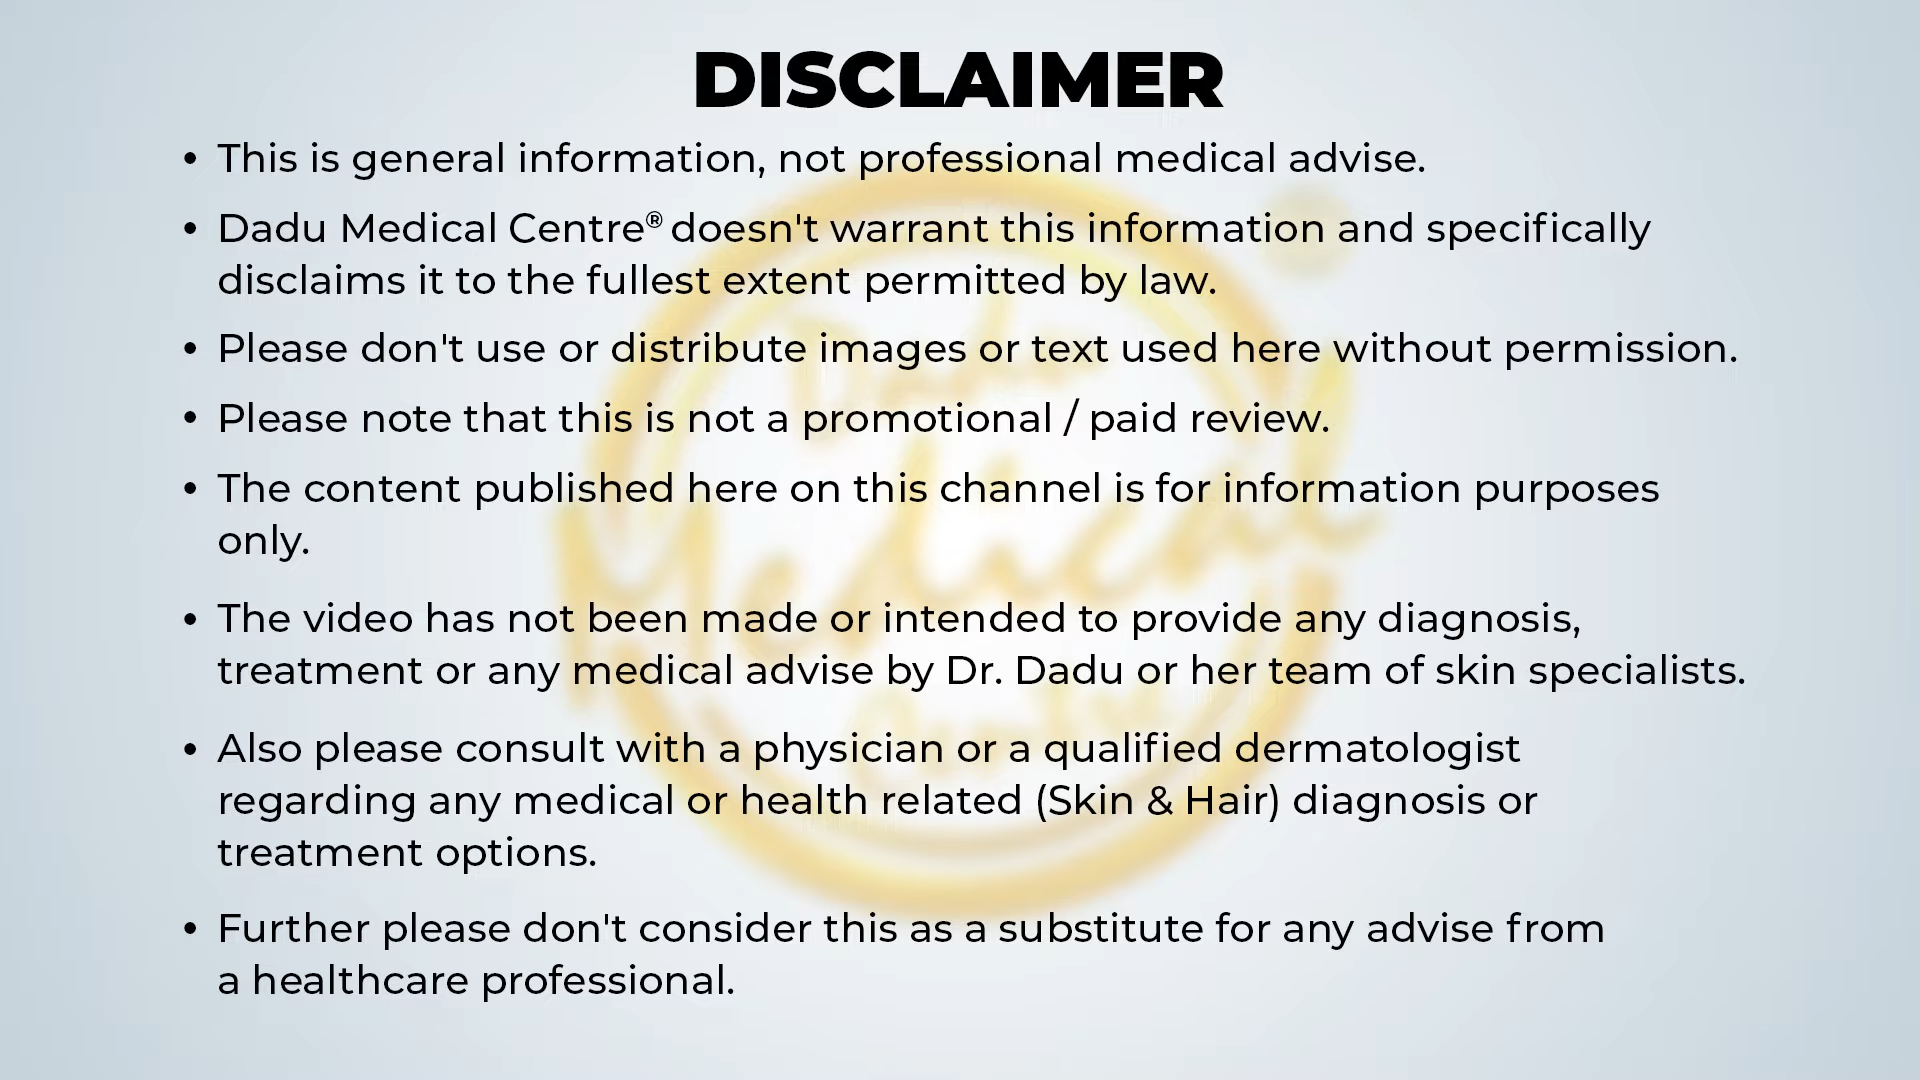 DISCLAIMER
• This is general information, not professional medical advise.
• Dadu Medical Centre® doesn't warrant this information and specifically
disclaims it to the fullest extent permitted by law.
• Please don't use or distribute images or text used here without permission.
• Please note that this is not a promotional / paid review.
• The content published here on this channel is for information purposes
only.
• The video has not been made or intended to provide any diagnosis,
treatment or any medical advise by Dr. Dadu or her team of skin specialists.
• Also please consult with a physician or a qualified dermatologist
regarding any medical or health related (Skin & Hair) diagnosis or
treatment options.
• Further please don't consider this as a substitute for any advise from
a healthcare professional.
Dadu
Medical
Centre